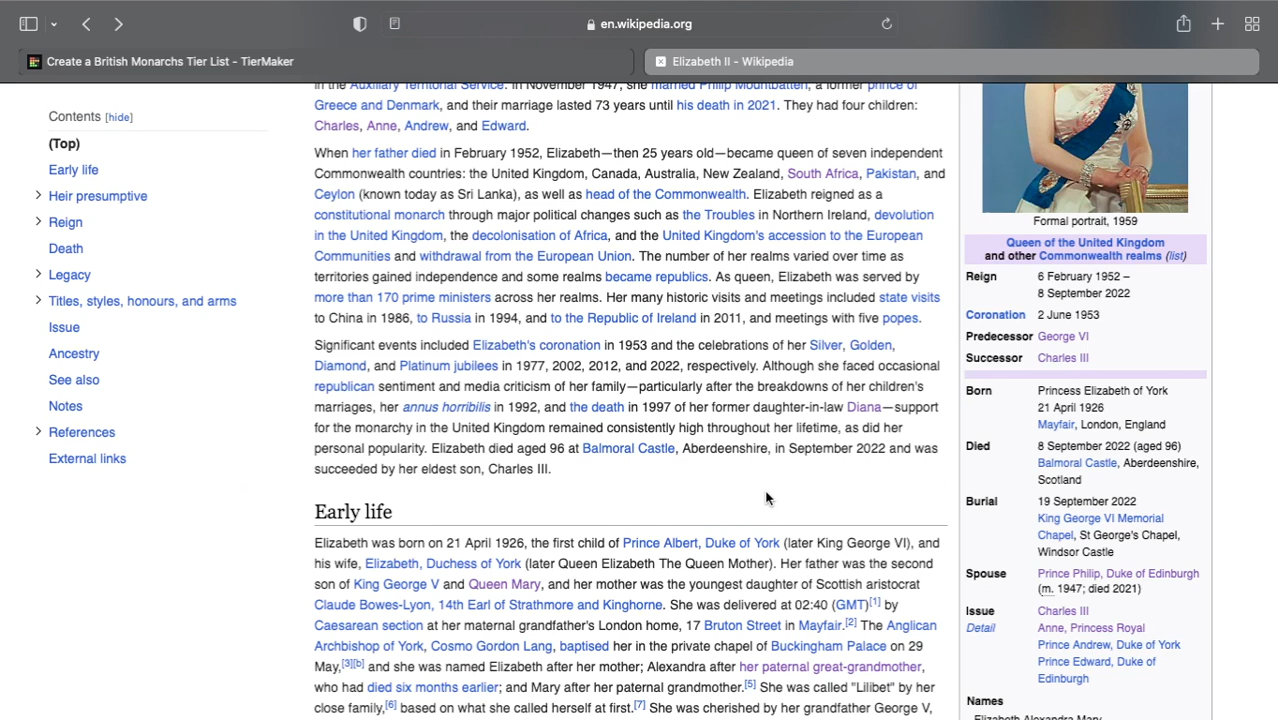 en.wikipedia.org
Create a British Monarchs Tier List - TierMaker
Elizabeth II - Wikipedia
Contents [hide]
(Top)
Early life
Heir presumptive
Reign
Death
Legacy
Titles, styles, honours, and arms
Issue
Ancestry
See also
Notes
References
External links
in the Auxiliary Territorial Service. In November 1947, she married Philip Mountbatten, a former prince of
Greece and Denmark, and their marriage lasted 73 years until his death in 2021. They had four children:
Charles, Anne, Andrew, and Edward.
When her father died in February 1952, Elizabeth—then 25 years old—became queen of seven independent
Commonwealth countries: the United Kingdom, Canada, Australia, New Zealand, South Africa, Pakistan, and
Ceylon (known today as Sri Lanka), as well as head of the Commonwealth. Elizabeth reigned as a
constitutional monarch through major political changes such as the Troubles in Northern Ireland, devolution
in the United Kingdom, the decolonisation of Africa, and the United Kingdom's accession to the European
Communities and withdrawal from the European Union. The number of her realms varied over time as
territories gained independence and some realms became republics. As queen, Elizabeth was served by
more than 170 prime ministers across her realms. Her many historic visits and meetings included state visits
to China in 1986, to Russia in 1994, and to the Republic of Ireland in 2011, and meetings with five popes.
Significant events included Elizabeth's coronation in 1953 and the celebrations of her Silver, Golden,
Diamond, and Platinum jubilees in 1977, 2002, 2012, and 2022, respectively. Although she faced occasional
republican sentiment and media criticism of her family—particularly after the breakdowns of her children's
marriages, her annus horribilis in 1992, and the death in 1997 of her former daughter-in-law Diana—support
for the monarchy in the United Kingdom remained consistently high throughout her lifetime, as did her
personal popularity. Elizabeth died aged 96 at Balmoral Castle, Aberdeenshire, in September 2022 and was
succeeded by her eldest son, Charles III.
Early life
Elizabeth was born on 21 April 1926, the first child of Prince Albert, Duke of York (later King George VI), and
his wife, Elizabeth, Duchess of York (later Queen Elizabeth The Queen Mother). Her father was the second
son of King George V and Queen Mary, and her mother was the youngest daughter of Scottish aristocrat
Claude Bowes-Lyon, 14th Earl of Strathmore and Kinghorne. She was delivered at 02:40 (GMT)[1] by
Caesarean section at her maternal grandfather's London home, 17 Bruton Street in Mayfair.[2] The Anglican
Archbishop of York, Cosmo Gordon Lang, baptised her in the private chapel of Buckingham Palace on 29
May,[3][b] and she was named Elizabeth after her mother; Alexandra after her paternal great-grandmother,
who had died six months earlier; and Mary after her paternal grandmother.[5] She was called "Lilibet" by her
close family,[6] based on what she called herself at first.[7] She was cherished by her grandfather George V,
Formal portrait, 1959
Queen of the United Kingdom
and other Commonwealth realms (list)
Reign 6 February 1952 –
8 September 2022
Coronation 2 June 1953
Predecessor George VI
Successor Charles III
Born Princess Elizabeth of York
21 April 1926
Mayfair, London, England
Died 8 September 2022 (aged 96)
Balmoral Castle, Aberdeenshire,
Scotland
Burial 19 September 2022
King George VI Memorial
Chapel, St George's Chapel,
Windsor Castle
Spouse Prince Philip, Duke of Edinburgh
(m. 1947; died 2021)
Issue Charles III
Detail Anne, Princess Royal
Prince Andrew, Duke of York
Prince Edward, Duke of
Edinburgh
Names
Elizabeth Alexandra Mary